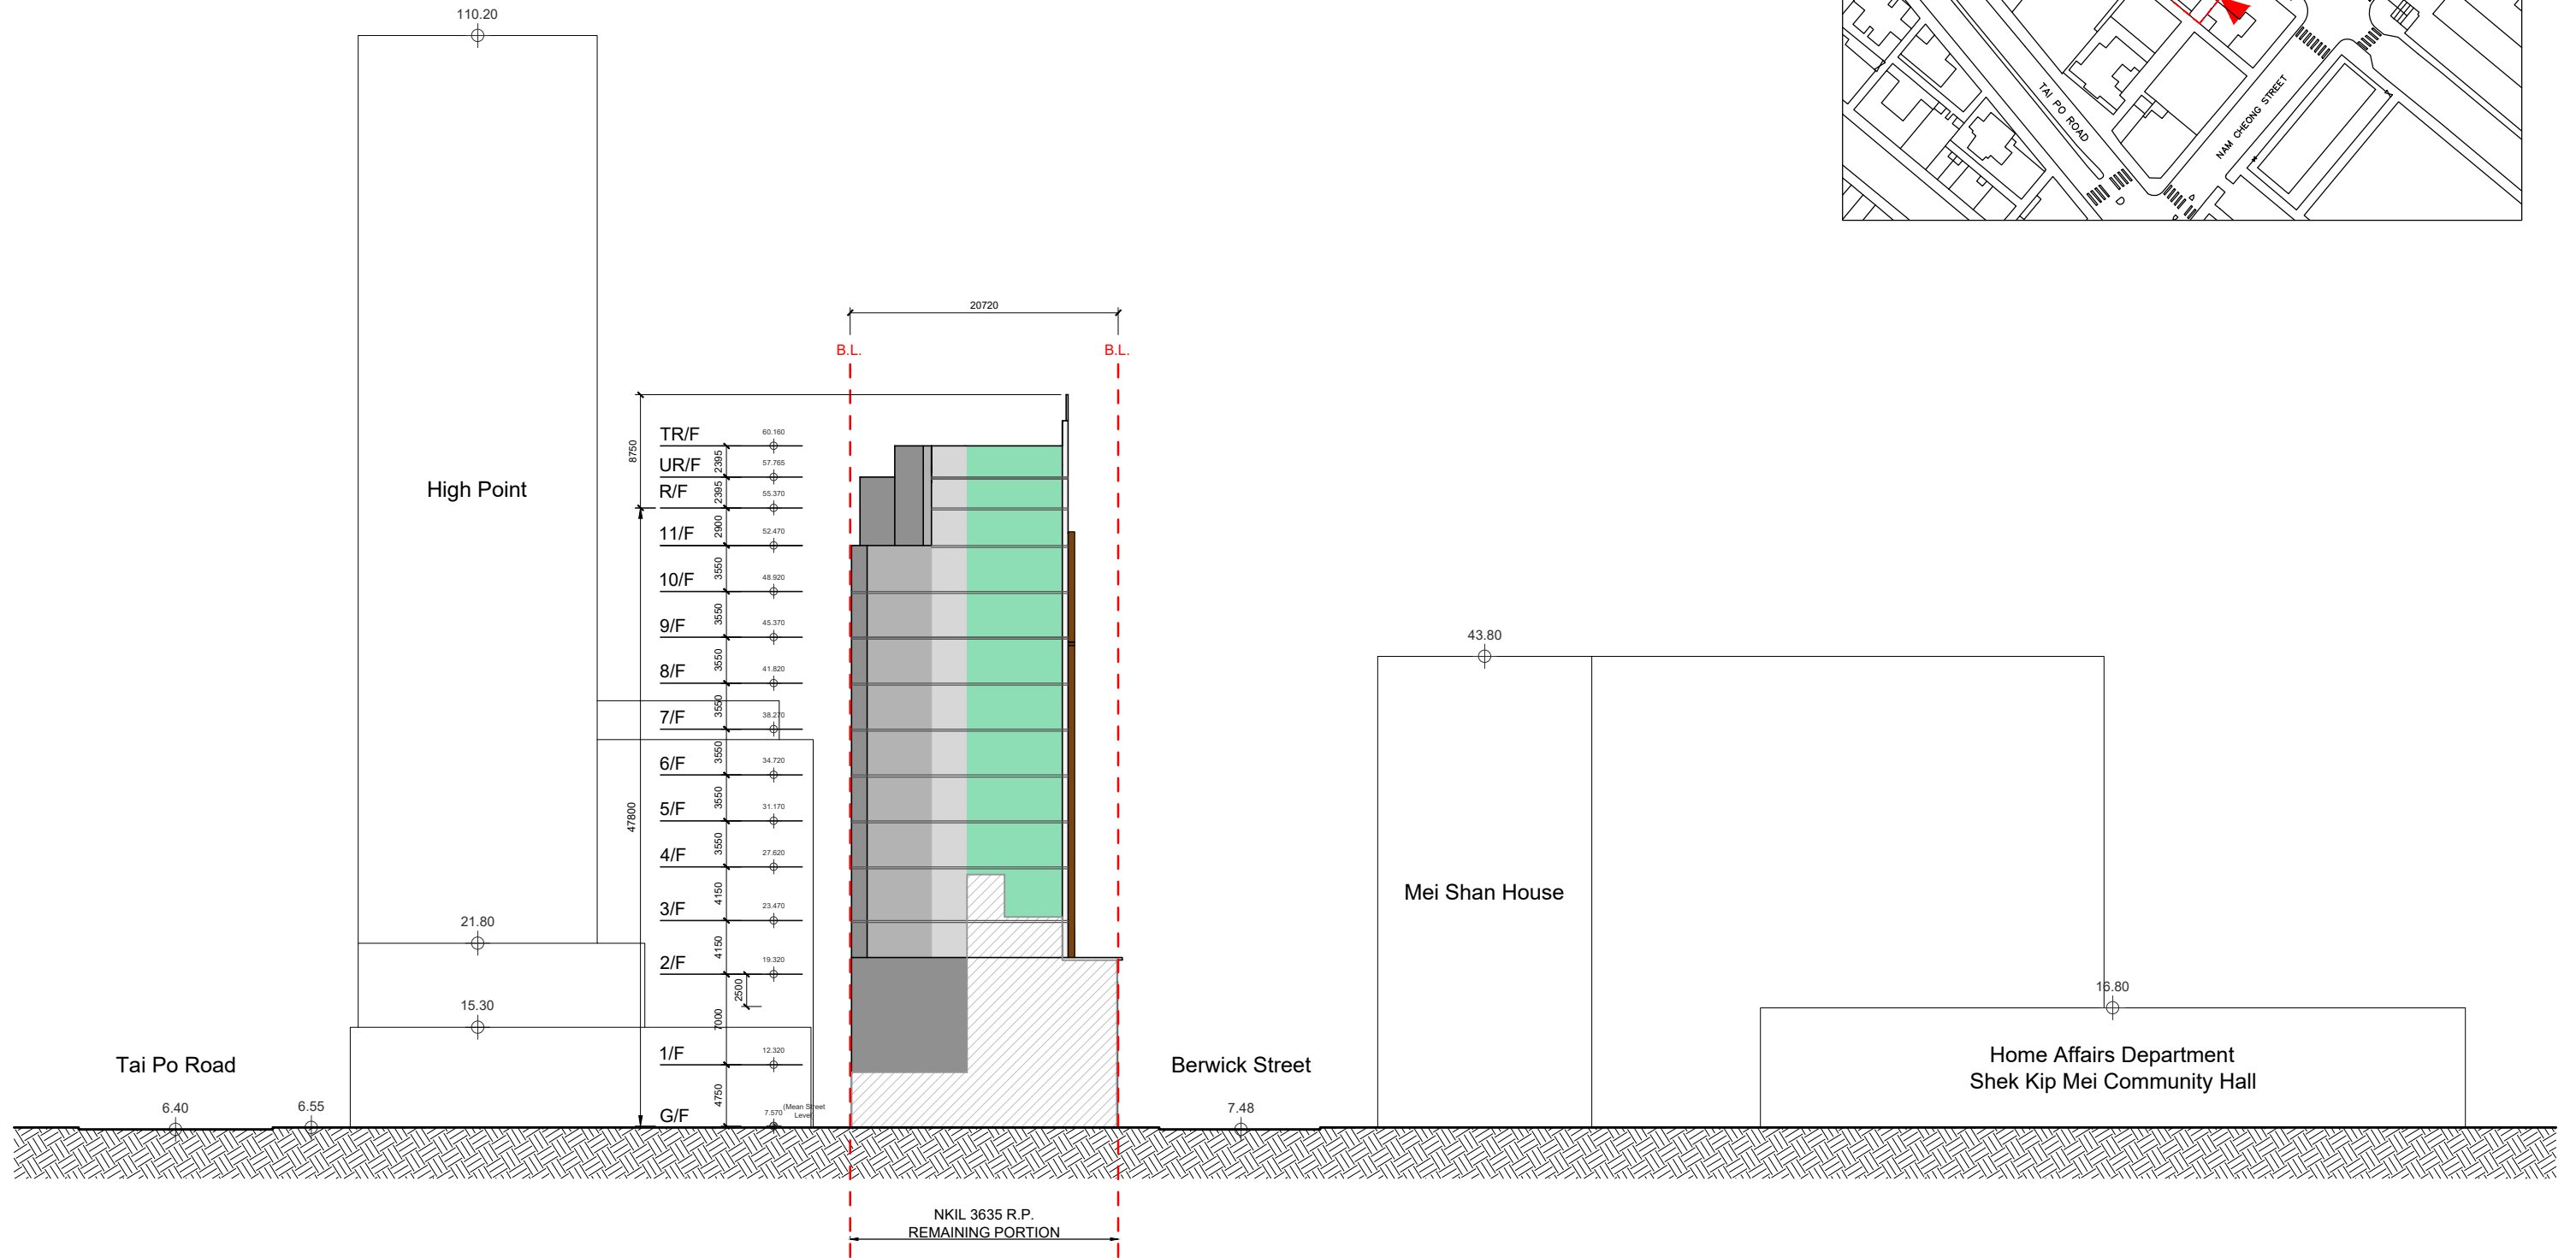 110.20
TAI PO ROAD
NAM CHEONG STREET
20720
B.L.
B.L.
8750
TR/F
60.160
2395
UR/F
57.765
2395
R/F
55.370
2900
11/F
52.470
3550
10/F
48.920
3550
9/F
45.370
3550
8/F
41.820
3550
7/F
38.270
3550
6/F
34.720
3550
5/F
31.170
3550
4/F
27.620
4150
3/F
23.470
4150
2/F
19.320
2500
7000
1/F
12.320
4750
G/F
7.570
(Mean Street
Level)
47800
High Point
21.80
15.30
Tai Po Road
6.40
6.55
Berwick Street
7.48
43.80
Mei Shan House
16.80
Home Affairs Department
Shek Kip Mei Community Hall
NKIL 3635 R.P.
REMAINING PORTION